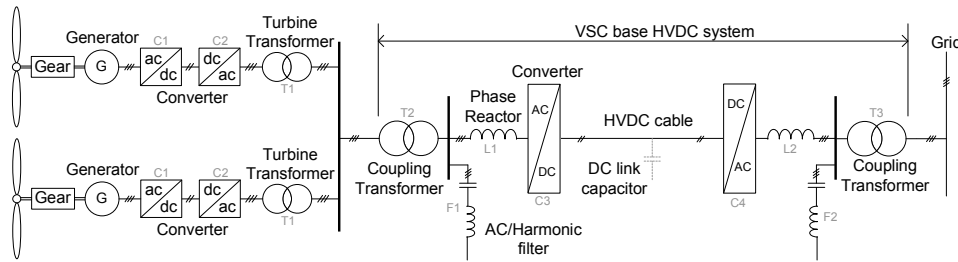 VSC base HVDC system
Generator
C1
C2
Turbine
Transformer
Gear
G
ac
dc
dc
ac
T1
Converter
Generator
C1
C2
Turbine
Transformer
Gear
G
ac
dc
dc
ac
T1
Converter
T2
Coupling
Transformer
Phase
Reactor
L1
F1
AC/Harmonic
filter
Converter
AC
DC
C3
HVDC cable
DC link
capacitor
DC
AC
C4
L2
F2
T3
Coupling
Transformer
Grid